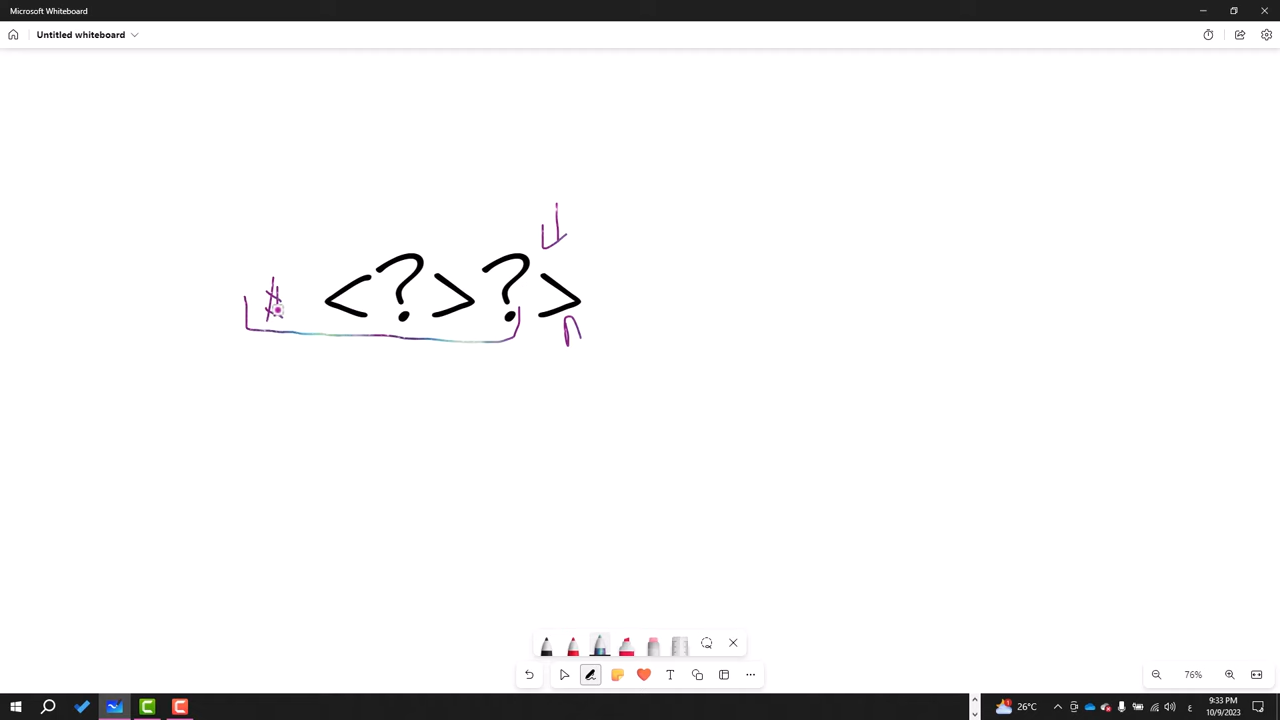 Microsoft Whiteboard
Untitled whiteboard
<?>?>
n
76%
26°C
9:33 PM
10/9/2023